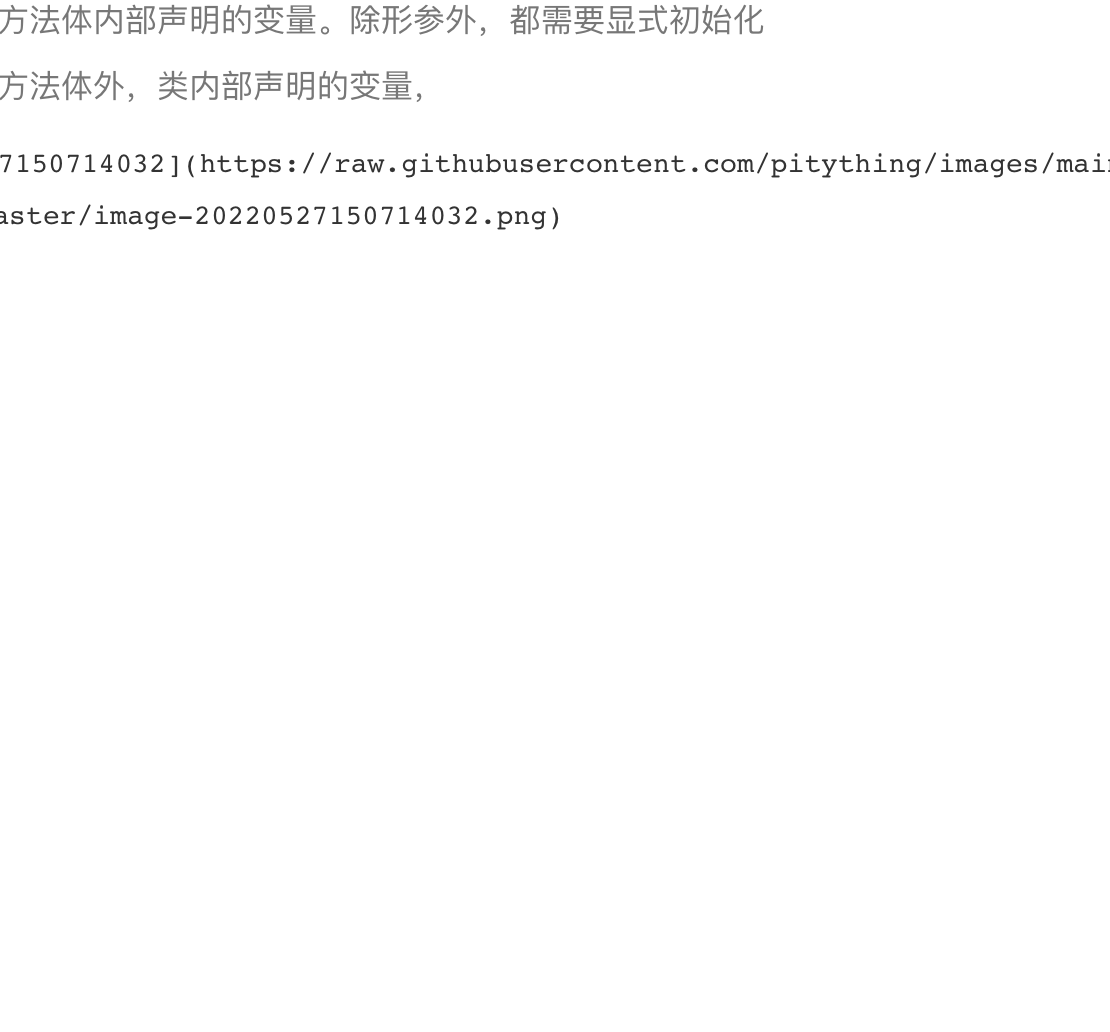 方法体内部声明的变量。除形参外，都需要显式初始化
方法体外，类内部声明的变量，
7150714032](https://raw.githubusercontent.com/pitything/images/mai
aster/image-20220527150714032.png)